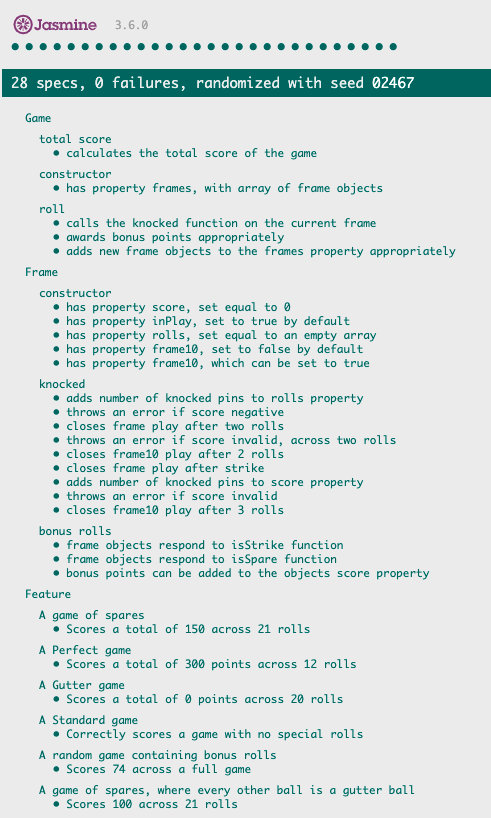 Jasmine 3.6.0
28 specs, 0 failures, randomized with seed 02467
Game
total score
• calculates the total score of the game
constructor
• has property frames, with array of frame objects
roll
• calls the knocked function on the current frame
• awards bonus points appropriately
• adds new frame objects to the frames property appropriately
Frame
constructor
• has property score, set equal to 0
• has property inPlay, set to true by default
• has property rolls, set equal to an empty array
• has property frame10, set to false by default
• has property frame10, which can be set to true
knocked
• adds number of knocked pins to rolls property
• throws an error if score negative
• closes frame play after two rolls
• throws an error if score invalid, across two rolls
• closes frame10 play after 2 rolls
• closes frame play after strike
• adds number of knocked pins to score property
• throws an error if score invalid
• closes frame10 play after 3 rolls
bonus rolls
• frame objects respond to isStrike function
• frame objects respond to isSpare function
• bonus points can be added to the objects score property
Feature
A game of spares
• Scores a total of 150 across 21 rolls
A Perfect game
• Scores a total of 300 points across 12 rolls
A Gutter game
• Scores a total of 0 points across 20 rolls
A Standard game
• Correctly scores a game with no special rolls
A random game containing bonus rolls
• Scores 74 across a full game
A game of spares, where every other ball is a gutter ball
• Scores 100 across 21 rolls